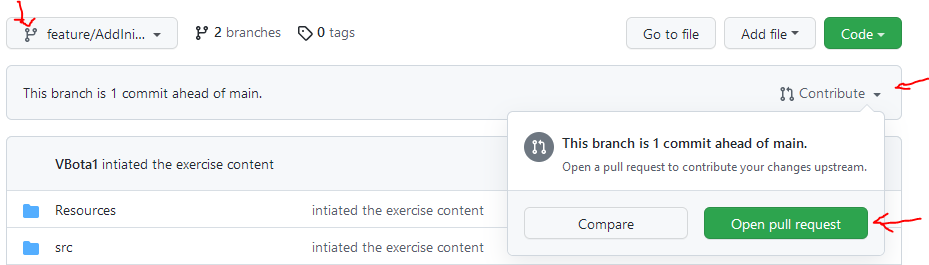 feature/AddIni... 2 branches 0 tags Go to file Add file Code
This branch is 1 commit ahead of main. Contribute
This branch is 1 commit ahead of main.
Open a pull request to contribute your changes upstream.
Compare Open pull request
VBota1 intiated the exercise content
Resources intiated the exercise content
src intiated the exercise content